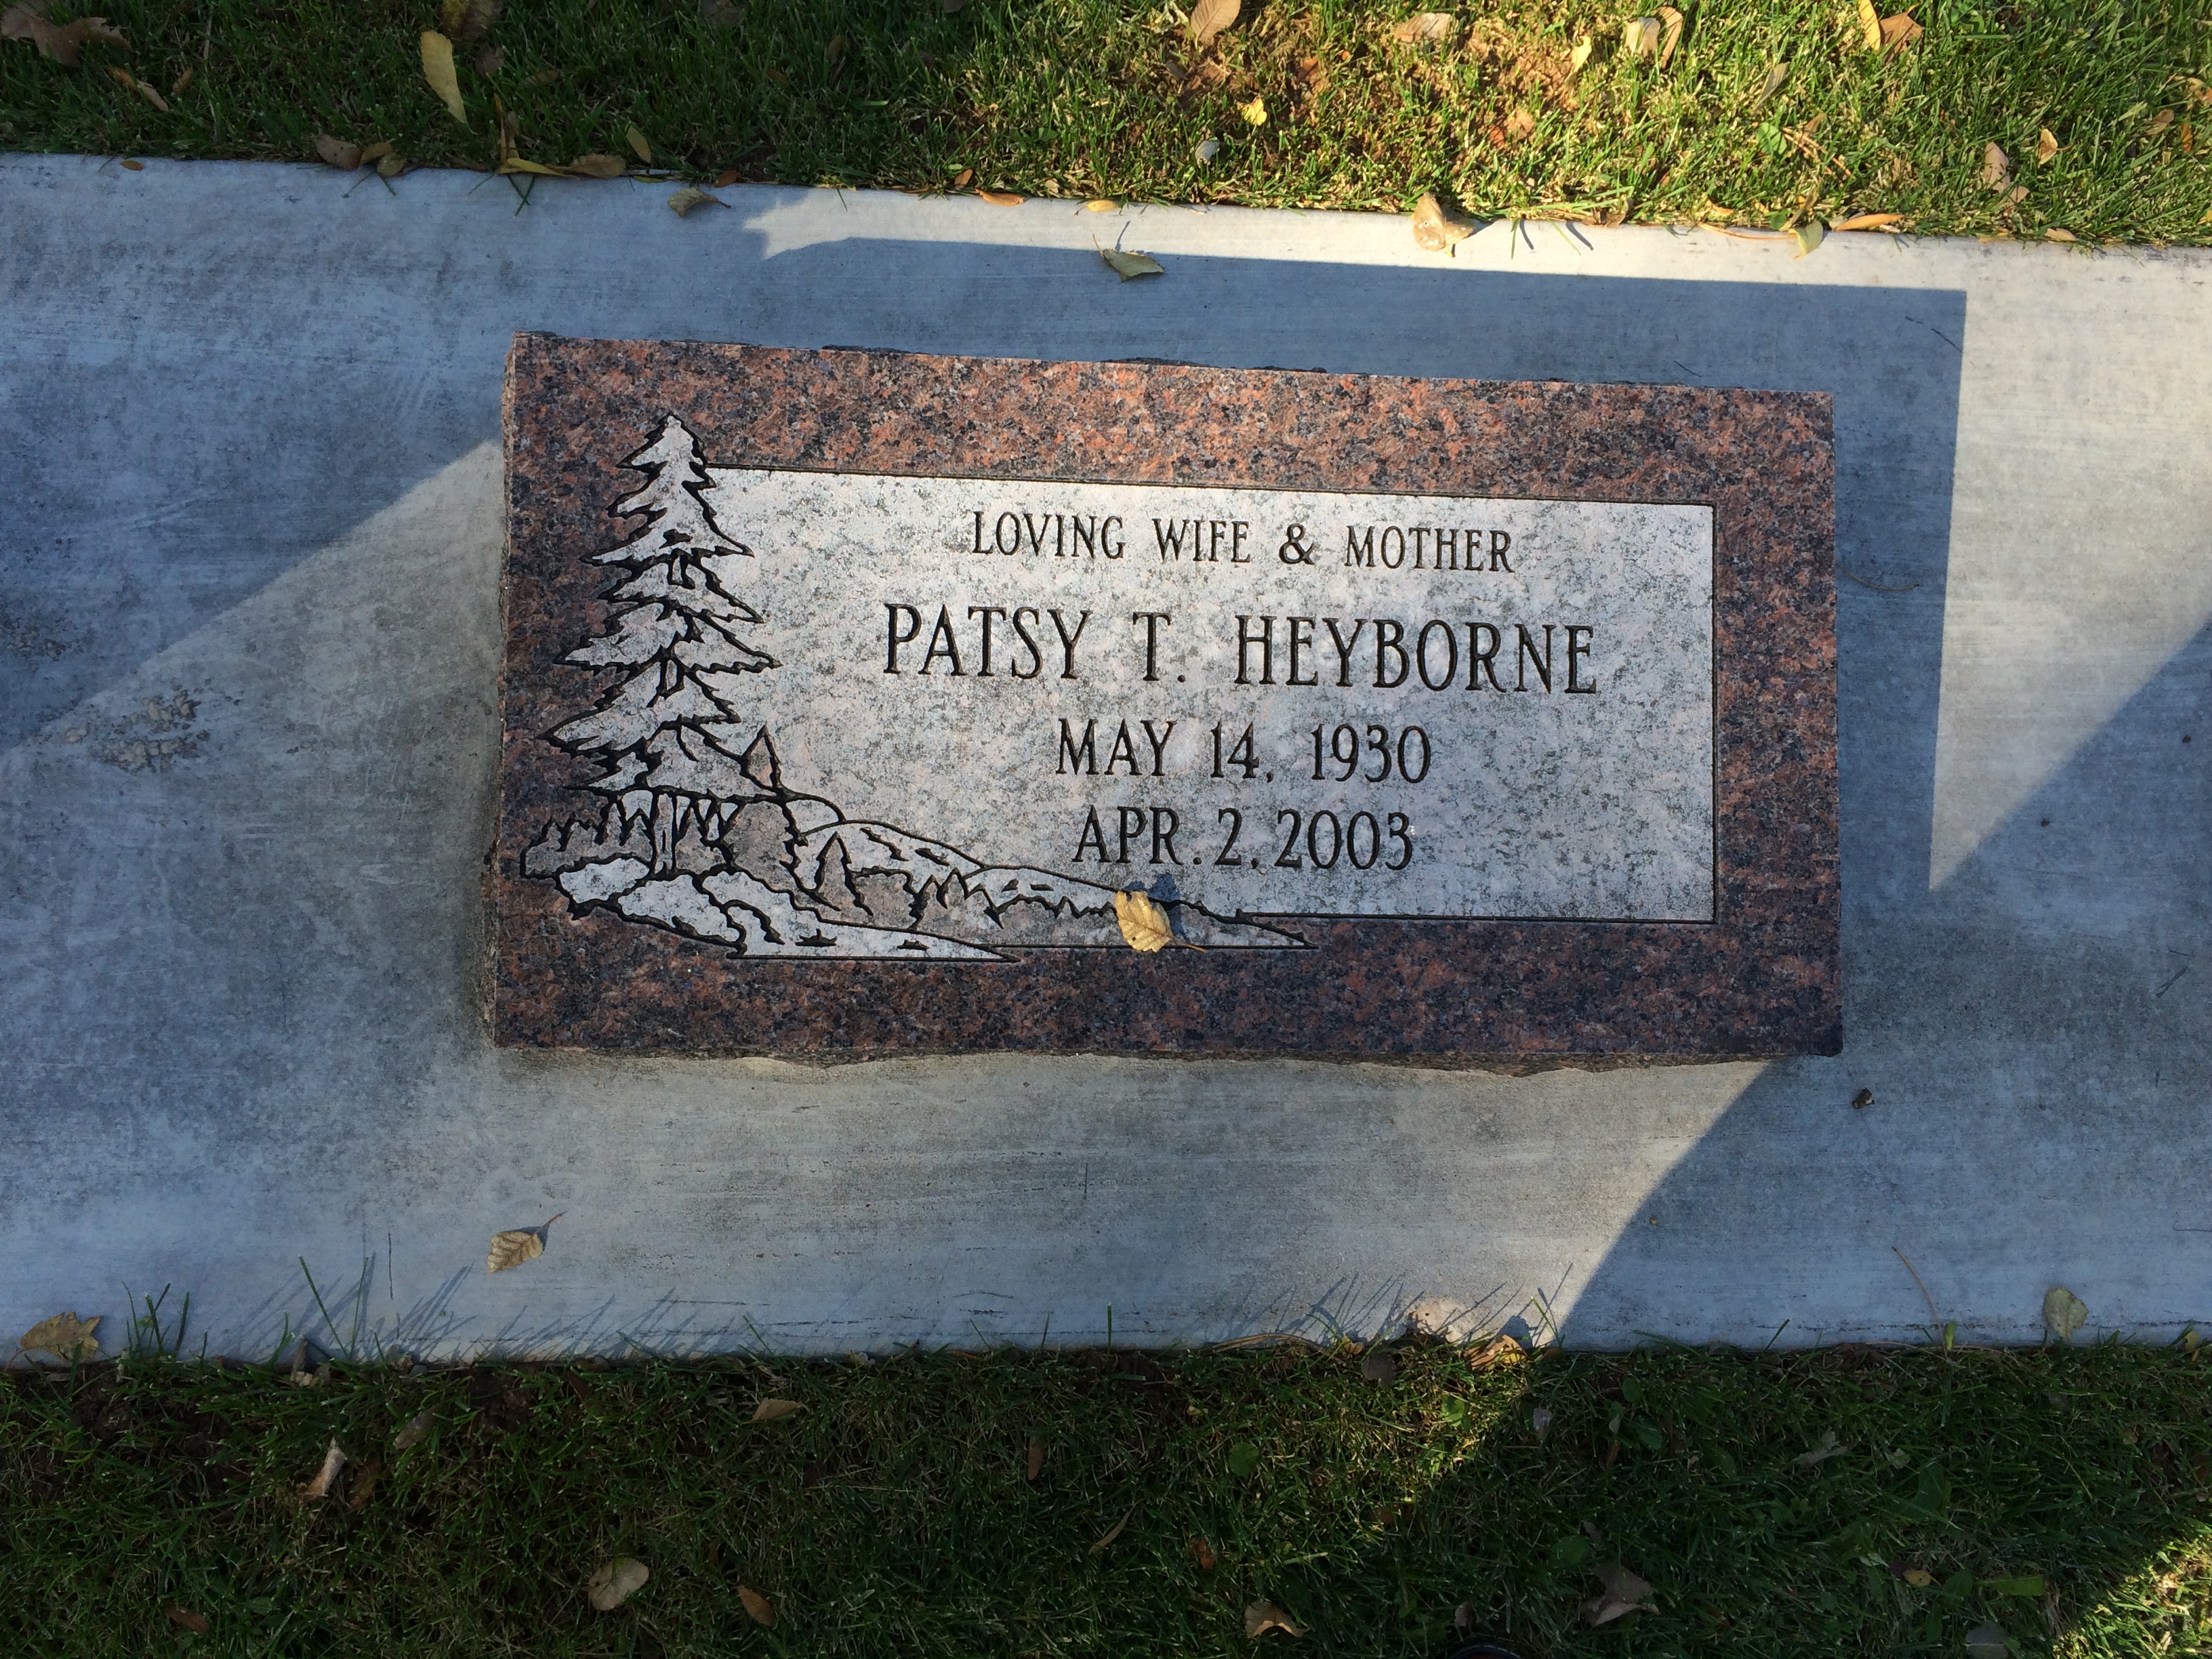 LOVING WIFE & MOTHER
PATSY T. HEYBORNE
MAY 14, 1930
APR. 2, 2003